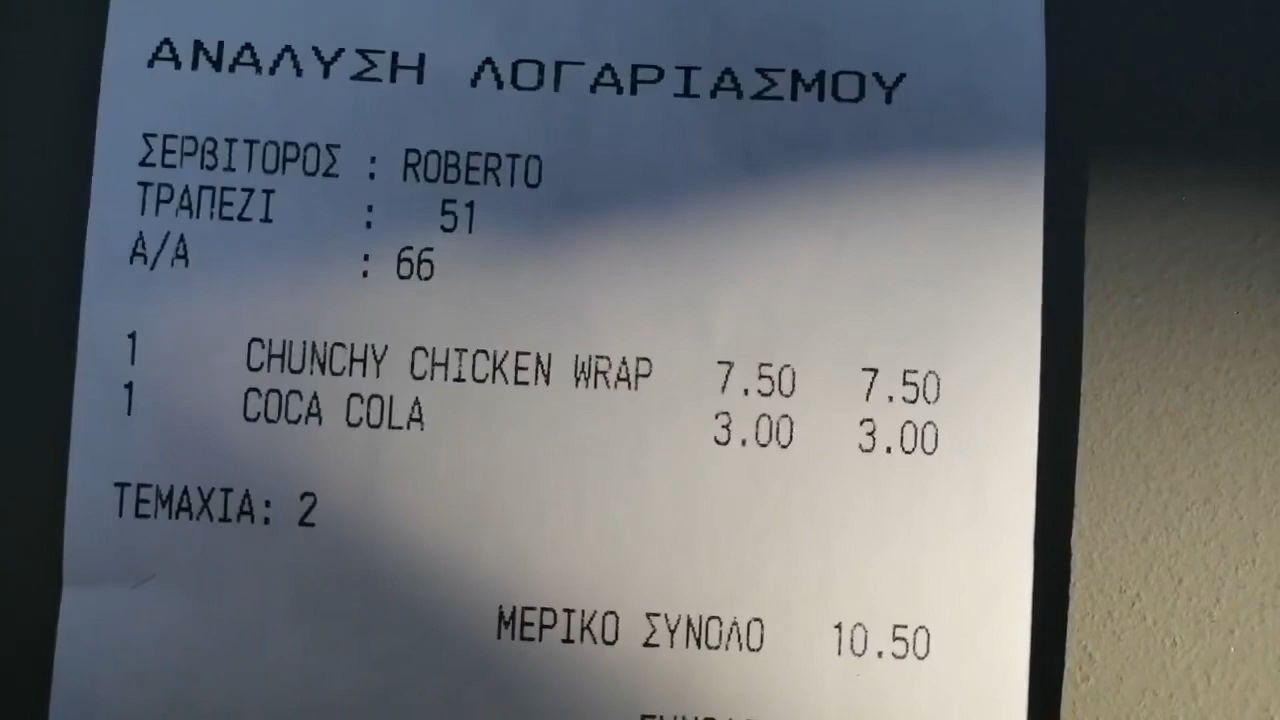 ΑΝΑΛΥΣΗ ΛΟΓΑΡΙΑΣΜΟΥ
ΣΕΡΒΙΤΟΡΟΣ : ROBERTO
ΤΡΑΠΕΖΙ : 51
Α/Α : 66
1 CHUNCHY CHICKEN WRAP 7.50 7.50
1 COCA COLA 3.00 3.00
ΤΕΜΑΧΙΑ: 2
ΜΕΡΙΚΟ ΣΥΝΟΛΟ 10.50